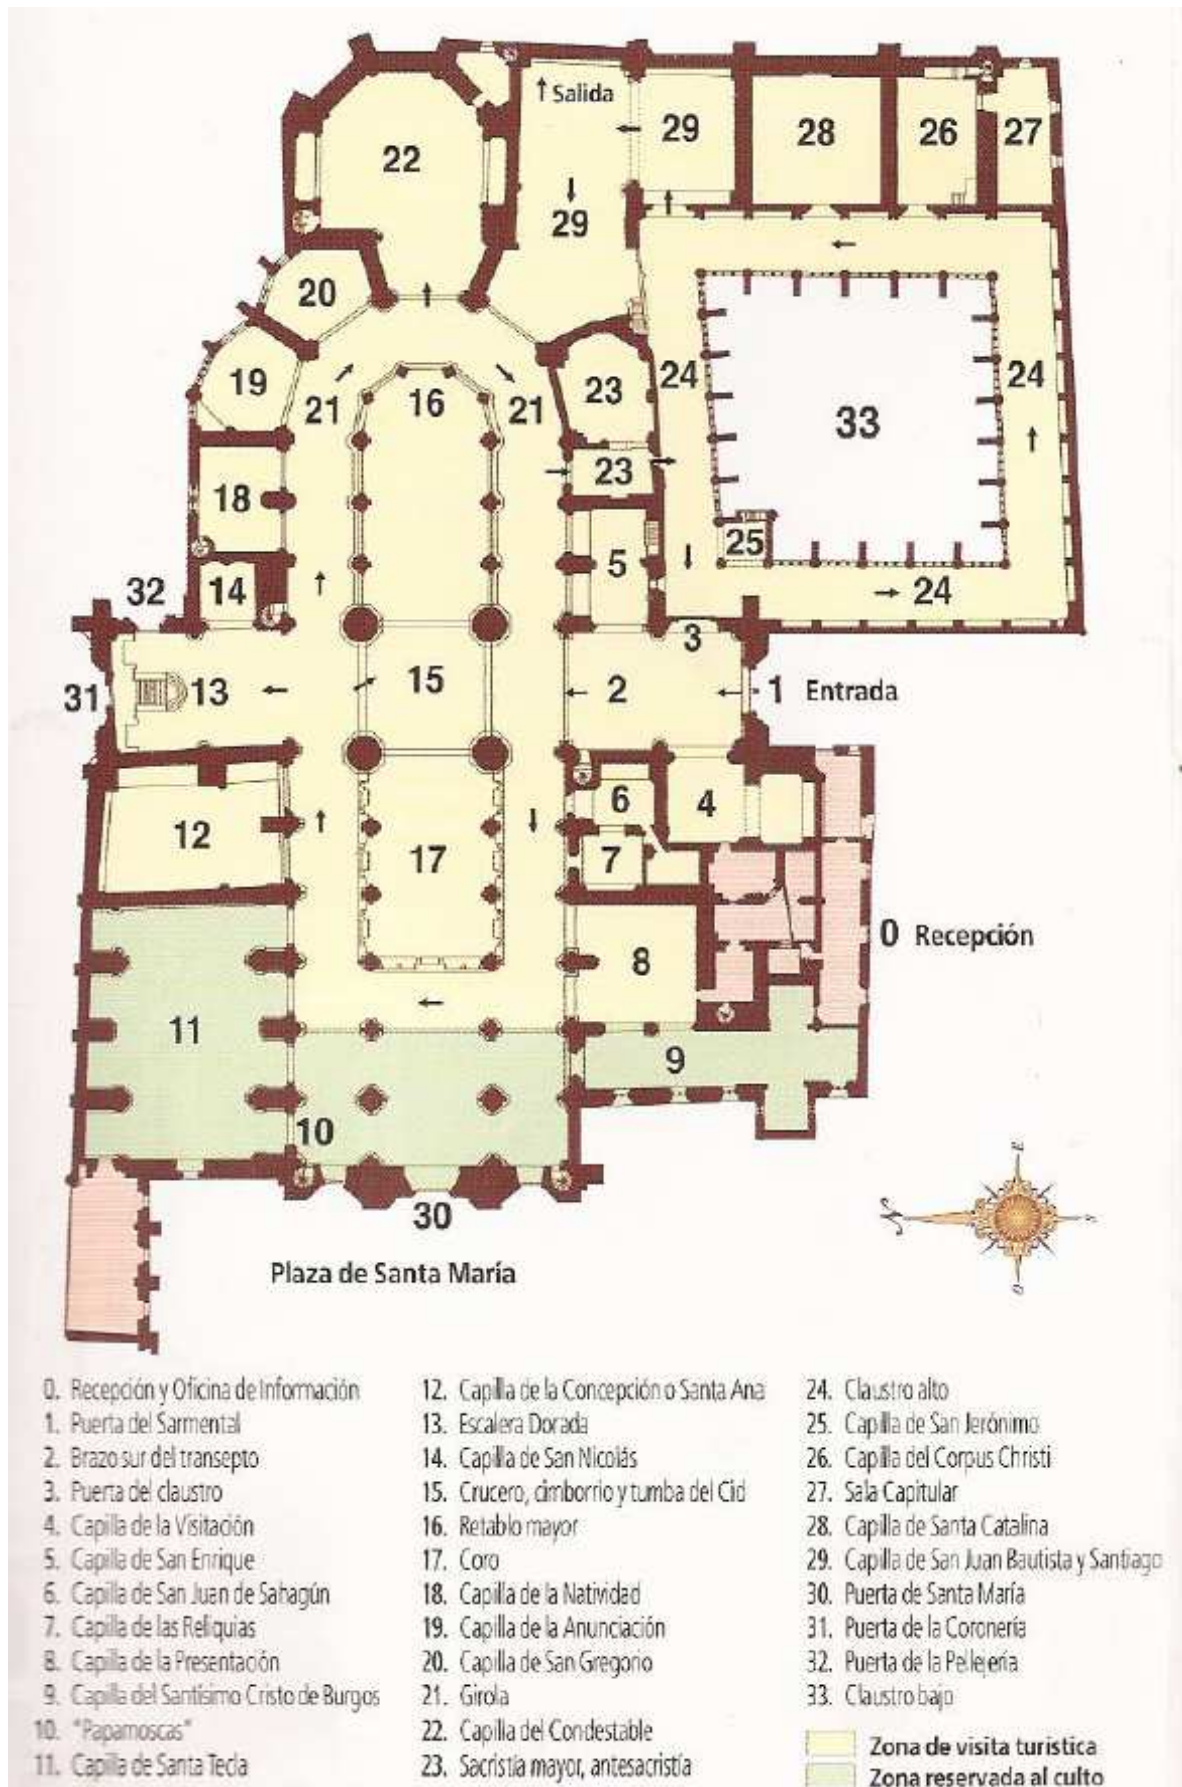 Salida
22
29
28
26
27
29
20
19
21
16
21
23
24
24
33
18
23
25
5
32
14
24
3
31
13
15
2
1 Entrada
6
4
12
17
7
0 Recepción
8
11
9
10
30
E
N
S
O
Plaza de Santa María
0. Recepción y Oficina de Información
1. Puerta del Sarmental
2. Brazo sur del transepto
3. Puerta del claustro
4. Capilla de la Visitación
5. Capilla de San Enrique
6. Capilla de San Juan de Sahagún
7. Capilla de las Reliquias
8. Capilla de la Presentación
9. Capilla del Santísimo Cristo de Burgos
10. "Papamoscas"
11. Capilla de Santa Tecla
12. Capilla de la Concepción o Santa Ana
13. Escalera Dorada
14. Capilla de San Nicolás
15. Crucero, cimborrio y tumba del Cid
16. Retablo mayor
17. Coro
18. Capilla de la Natividad
19. Capilla de la Anunciación
20. Capilla de San Gregorio
21. Girola
22. Capilla del Condestable
23. Sacristía mayor, antesacristía
24. Claustro alto
25. Capilla de San Jerónimo
26. Capilla del Corpus Christi
27. Sala Capitular
28. Capilla de Santa Catalina
29. Capilla de San Juan Bautista y Santiago
30. Puerta de Santa María
31. Puerta de la Coronería
32. Puerta de la Pellejería
33. Claustro bajo
Zona de visita turística
Zona reservada al culto